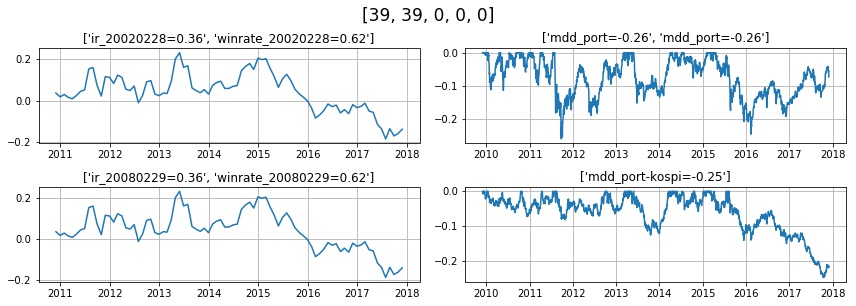 [39, 39, 0, 0, 0]
['ir_20020228=0.36', 'winrate_20020228=0.62']
0.2
0.0
−0.2
2011 2012 2013 2014 2015 2016 2017 2018
['mdd_port=-0.26', 'mdd_port=-0.26']
0.0
−0.1
−0.2
2010 2011 2012 2013 2014 2015 2016 2017 2018
['ir_20080229=0.36', 'winrate_20080229=0.62']
0.2
0.0
−0.2
2011 2012 2013 2014 2015 2016 2017 2018
['mdd_port-kospi=-0.25']
0.0
−0.1
−0.2
2010 2011 2012 2013 2014 2015 2016 2017 2018